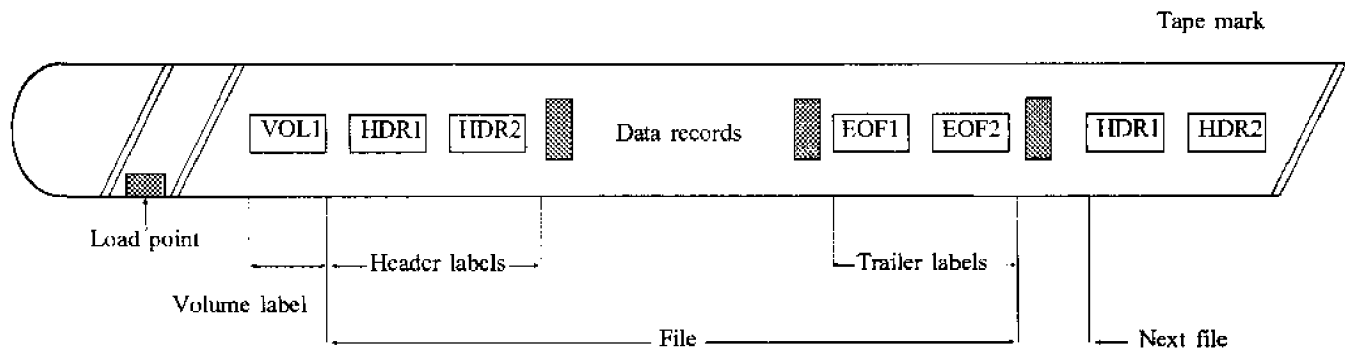 Tape mark
VOL1 HDR1 HDR2 Data records EOF1 EOF2 HDR1 HDR2
Load point
Header labels Trailer labels
Volume label
File Next file